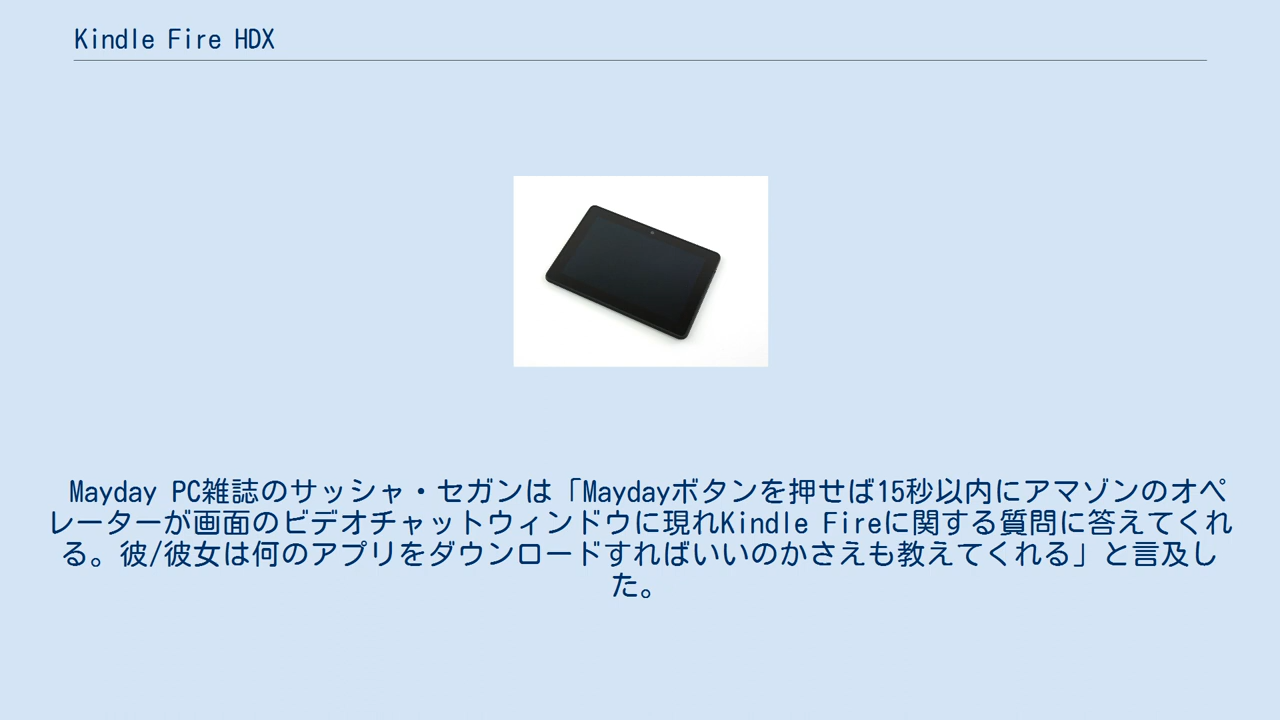 Kindle Fire HDX
Mayday PC雑誌のサッシャ・セガンは「Maydayボタンを押せば15秒以内にアマゾンのオペ
レーターが画面のビデオチャットウィンドウに現れKindle Fireに関する質問に答えてくれ
る。彼/彼女は何のアプリをダウンロードすればいいのかさえも教えてくれる」と言及し
た。